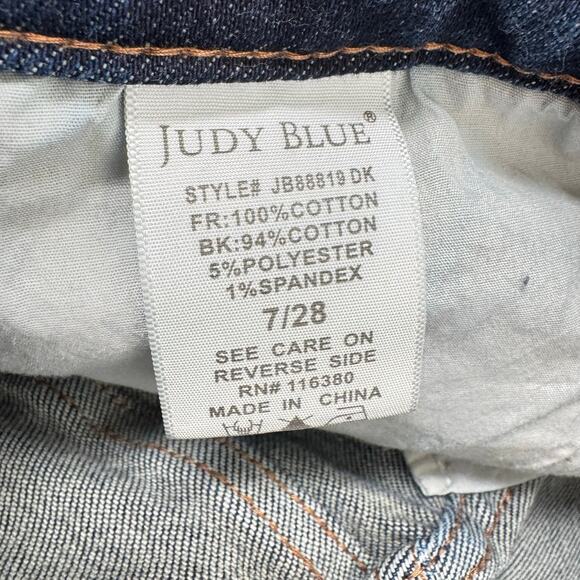 JUDY BLUE®
STYLE# JB88819 DK
FR:100%COTTON
BK:94%COTTON
5%POLYESTER
1%SPANDEX
7/28
SEE CARE ON
REVERSE SIDE
RN# 116380
MADE IN CHINA